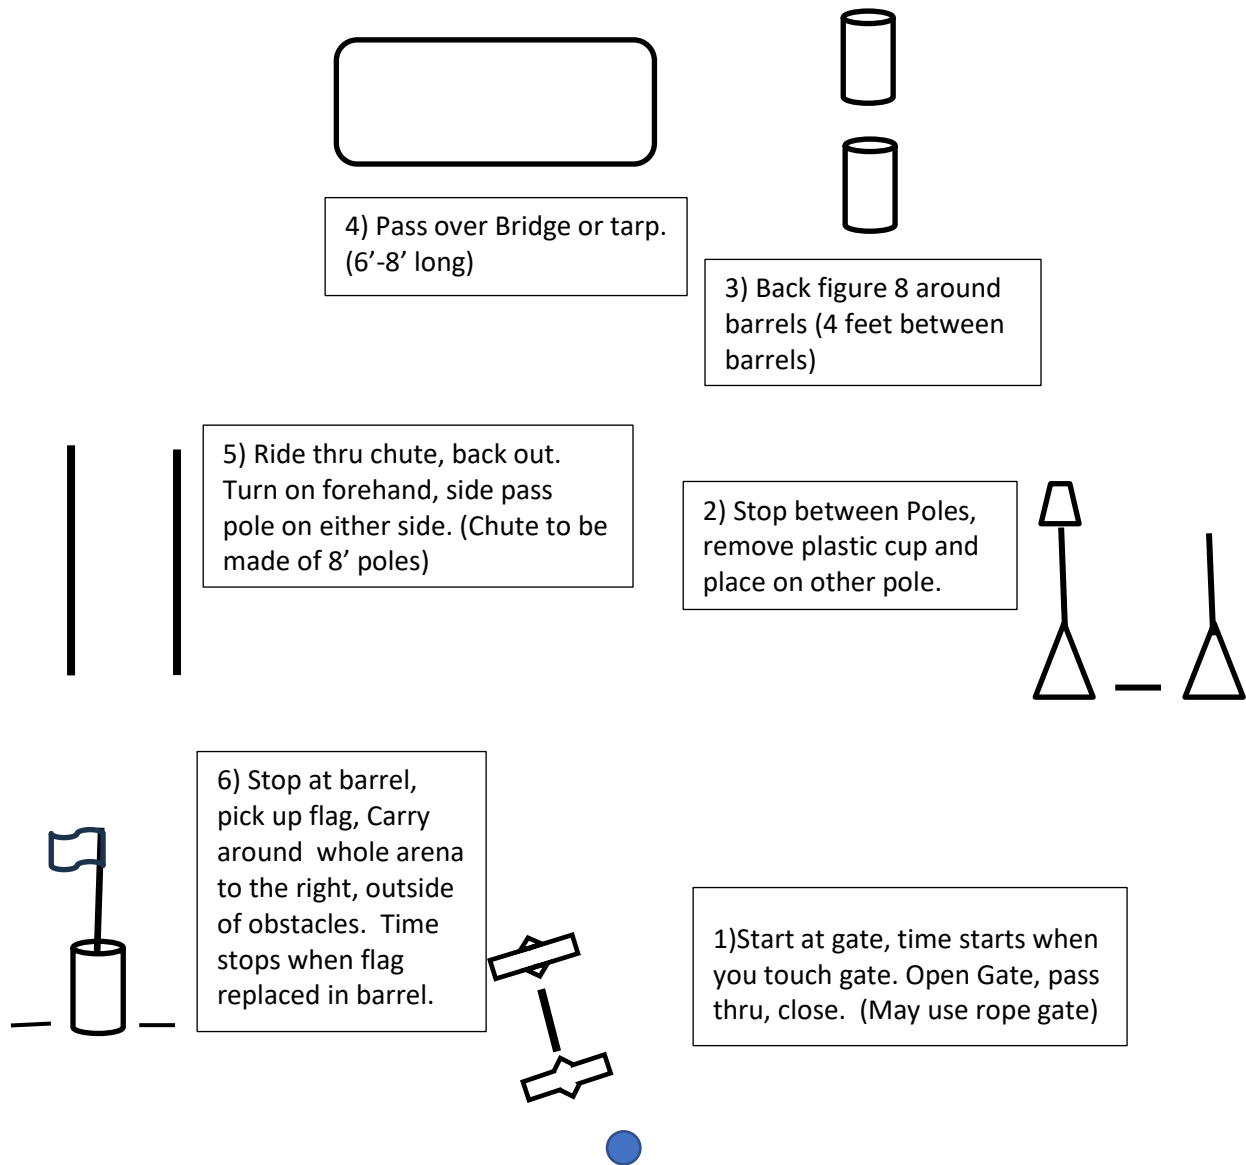 4) Pass over Bridge or tarp.
(6’-8’ long)
3) Back figure 8 around
barrels (4 feet between
barrels)
5) Ride thru chute, back out.
Turn on forehand, side pass
pole on either side. (Chute to be
made of 8’ poles)
2) Stop between Poles,
remove plastic cup and
place on other pole.
6) Stop at barrel,
pick up flag, Carry
around  whole arena
to the right, outside
of obstacles.  Time
stops when flag
replaced in barrel.
1)Start at gate, time starts when
you touch gate. Open Gate, pass
thru, close.  (May use rope gate)